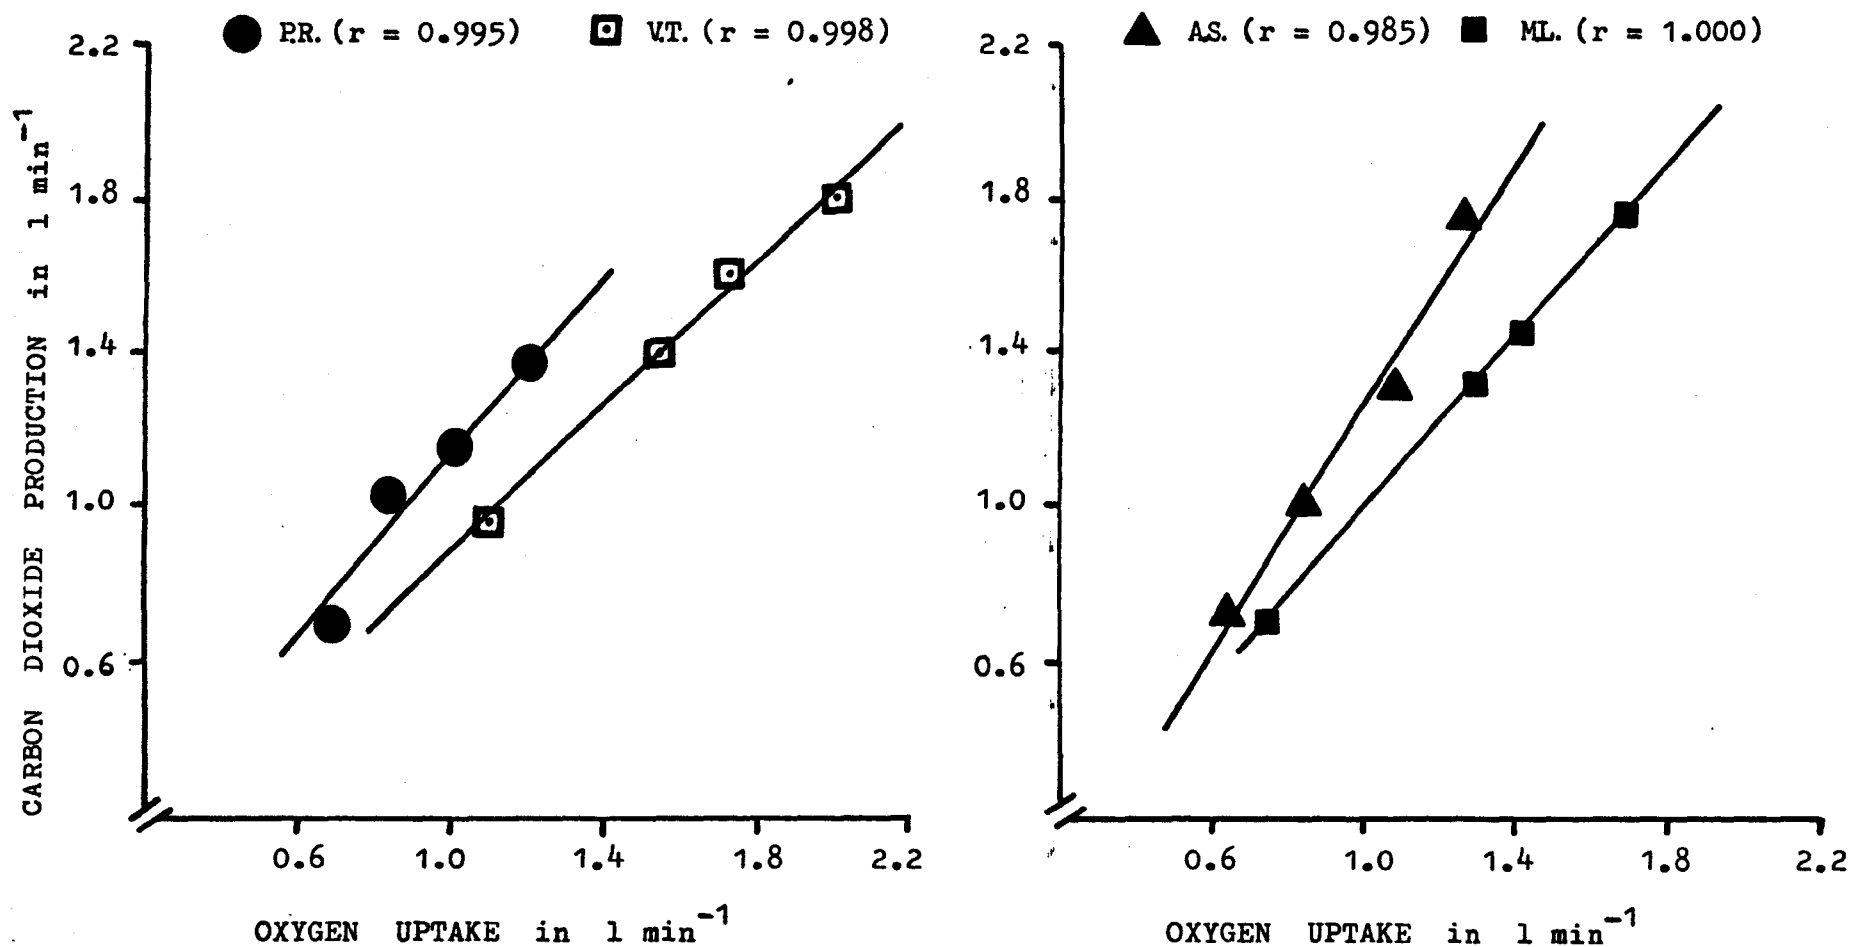 P.R. (r = 0.995) V.T. (r = 0.998)
2.2
1.8
1.4
1.0
0.6
CARBON DIOXIDE PRODUCTION in l min⁻¹
0.6 1.0 1.4 1.8 2.2
OXYGEN UPTAKE in l min⁻¹
A.S. (r = 0.985) M.L. (r = 1.000)
2.2
1.8
1.4
1.0
0.6
0.6 1.0 1.4 1.8 2.2
OXYGEN UPTAKE in l min⁻¹